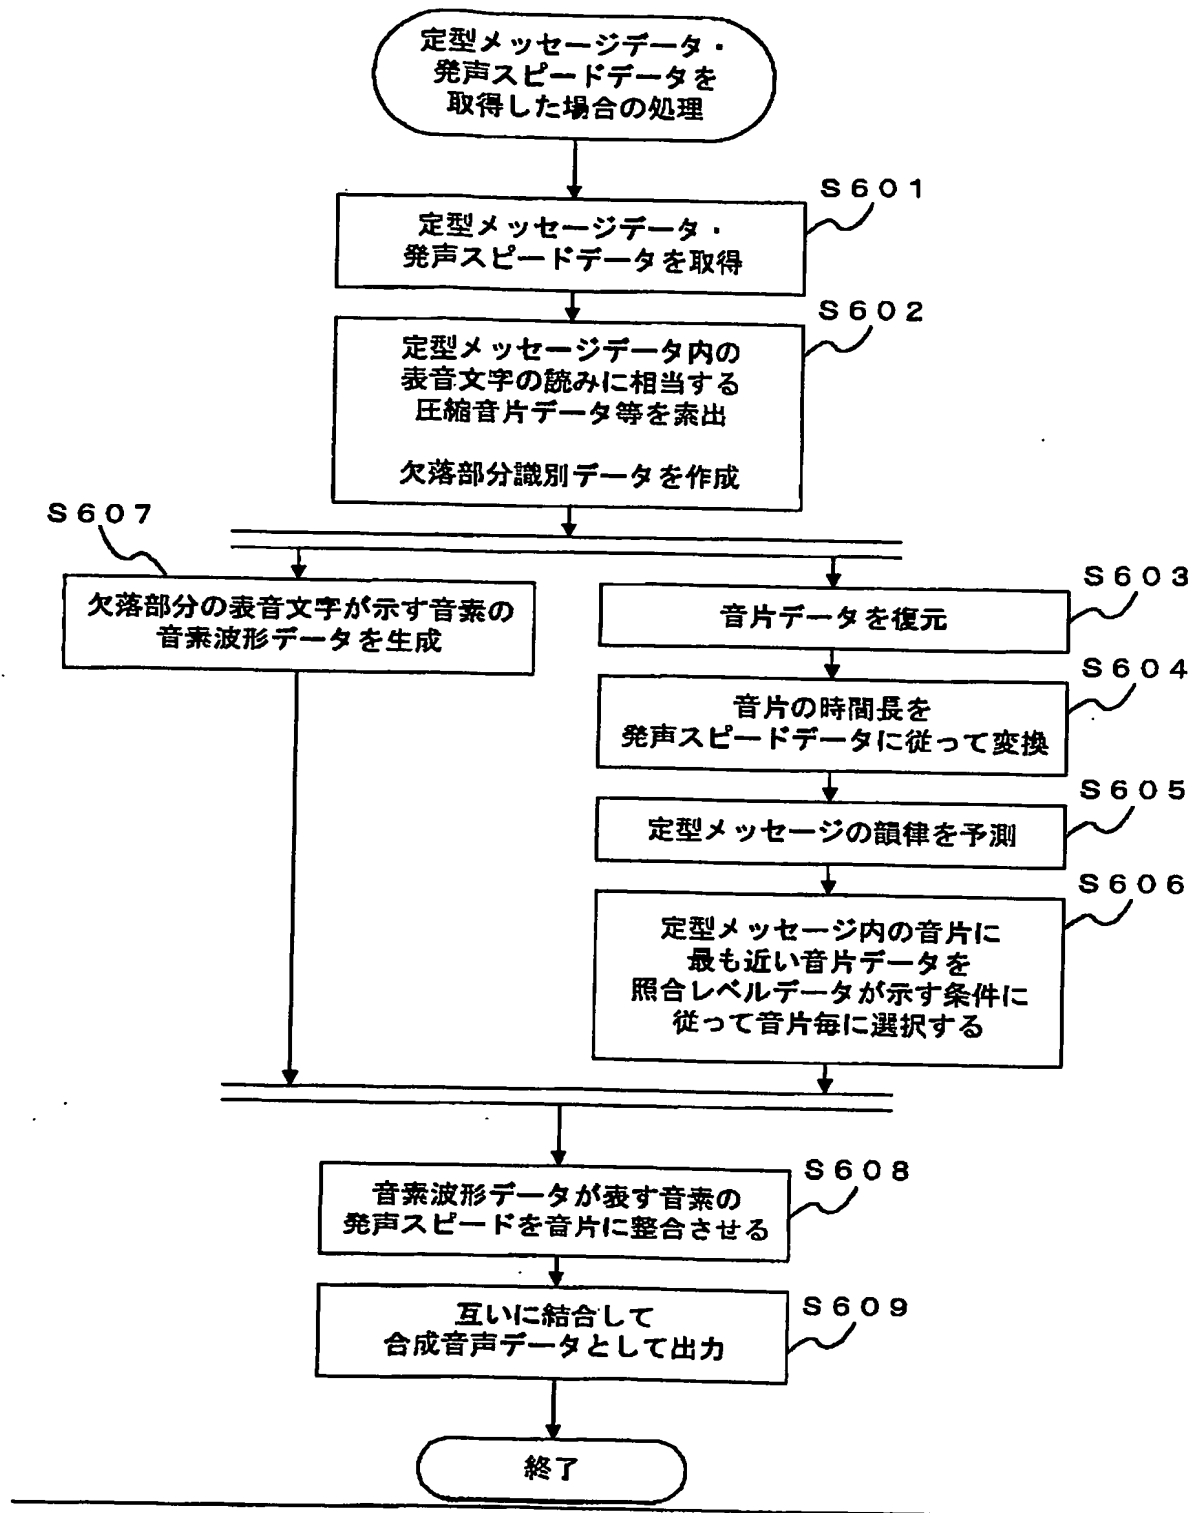 定型メッセージデータ・
発声スピードデータを
取得した場合の処理
S601
定型メッセージデータ・
発声スピードデータを取得
S602
定型メッセージデータ内の
表音文字の読みに相当する
圧縮音片データ等を索出
欠落部分識別データを作成
S607
欠落部分の表音文字が示す音素の
音素波形データを生成
S603
音片データを復元
S604
音片の時間長を
発声スピードデータに従って変換
S605
定型メッセージの韻律を予測
S606
定型メッセージ内の音片に
最も近い音片データを
照合レベルデータが示す条件に
従って音片毎に選択する
S608
音素波形データが表す音素の
発声スピードを音片に整合させる
S609
互いに結合して
合成音声データとして出力
終了